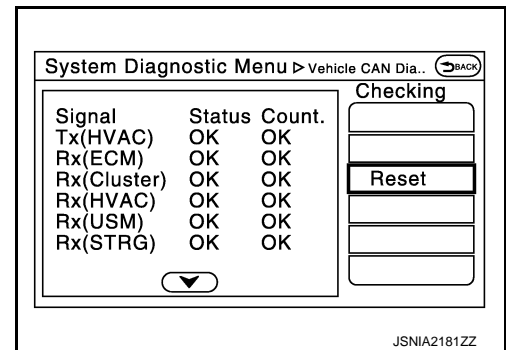 System Diagnostic Menu ▷ Vehicle CAN Dia.. BACK
Checking
Signal Status Count.
Tx(HVAC) OK OK
Rx(ECM) OK OK
Rx(Cluster) OK OK
Rx(HVAC) OK OK
Rx(USM) OK OK
Rx(STRG) OK OK
Reset
JSNIA2181ZZ